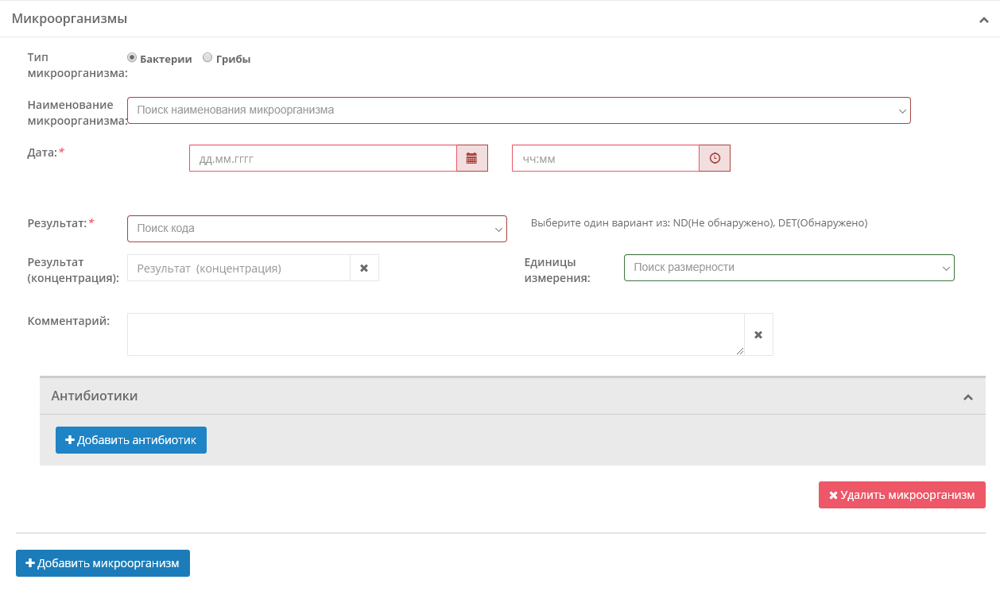 Микроорганизмы
Тип
микроорганизма:
Бактерии Грибы
Наименование
микроорганизма:
Поиск наименования микроорганизма
Дата:*
дд.мм.гггг
чч:мм
Результат:*
Поиск кода
Выберите один вариант из: ND(Не обнаружено), DET(Обнаружено)
Результат
(концентрация):
Результат (концентрация)
Единицы
измерения:
Поиск размерности
Комментарий:
Антибиотики
Добавить антибиотик
Удалить микроорганизм
Добавить микроорганизм